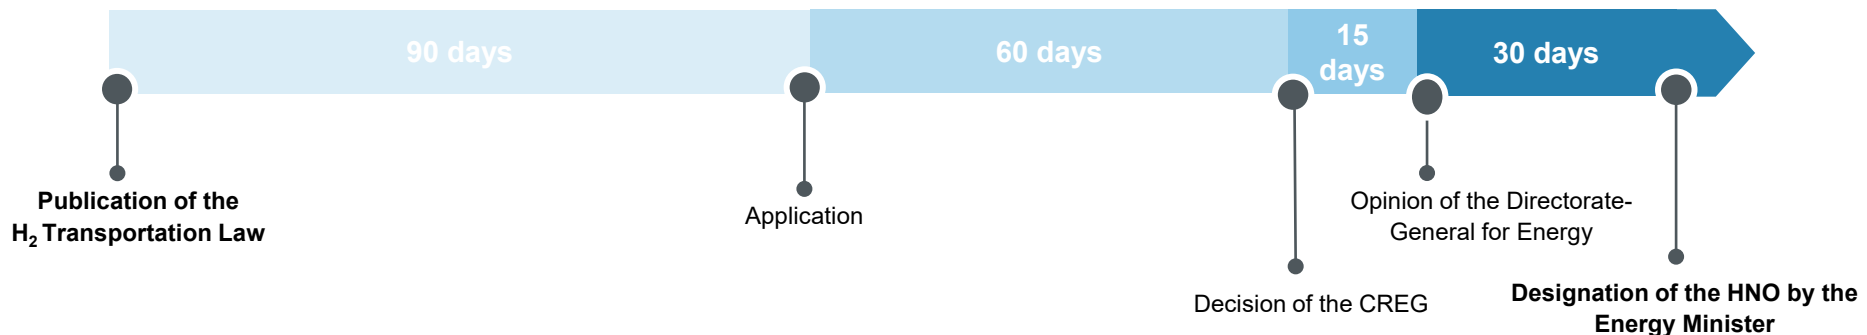 90 days
60 days
15
days
30 days
Publication of the
H₂ Transportation Law
Application
Decision of the CREG
Opinion of the Directorate-
General for Energy
Designation of the HNO by the
Energy Minister